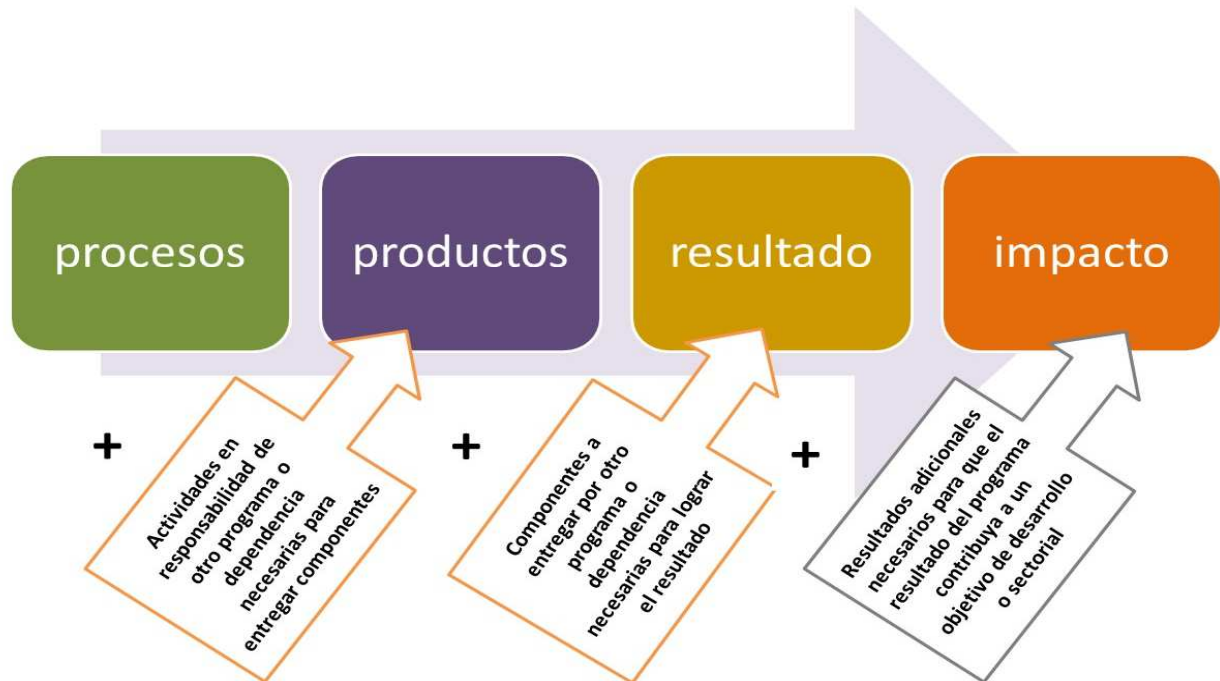 procesos
productos
resultado
impacto
+
Actividades en
responsabilidad de
otro programa o
dependencia
necesarias para
entregar componentes
+
Componentes a
entregar por otro
programa o
dependencia
necesarias para lograr
el resultado
+
Resultados adicionales
necesarios para que el
resultado del programa
contribuya a un
objetivo de desarrollo
o sectorial